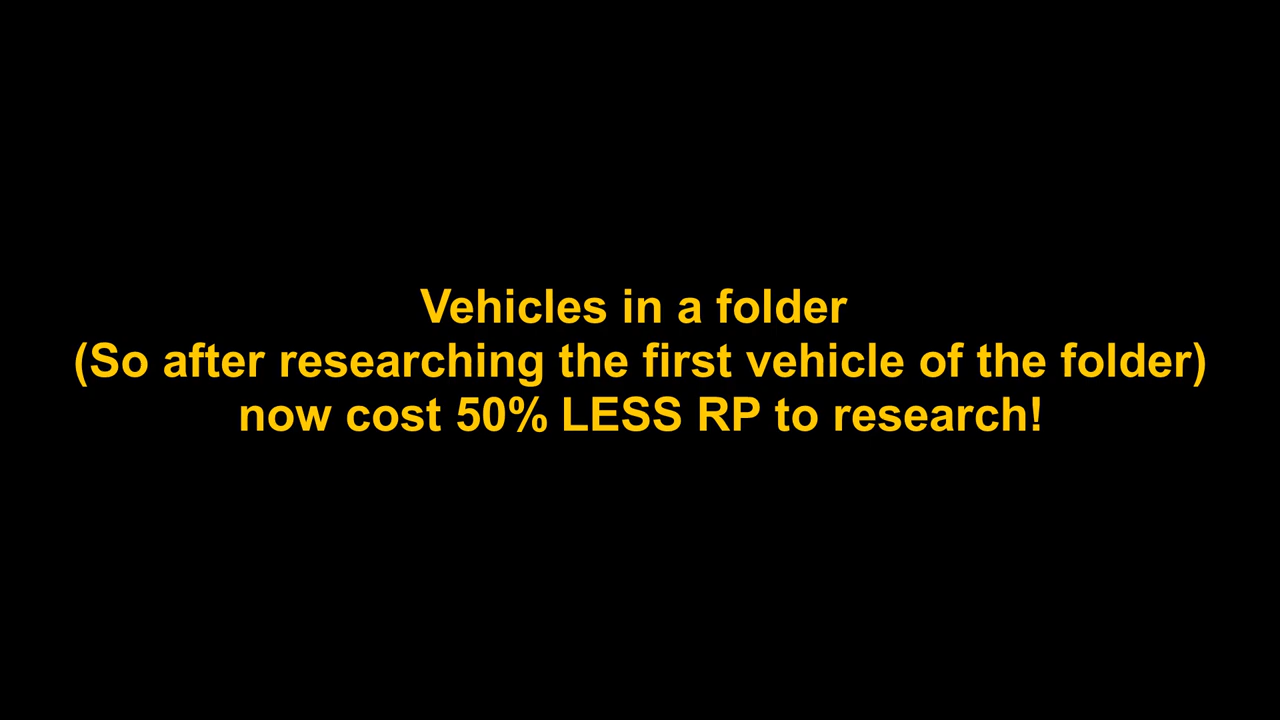 Vehicles in a folder
(So after researching the first vehicle of the folder)
now cost 50% LESS RP to research!